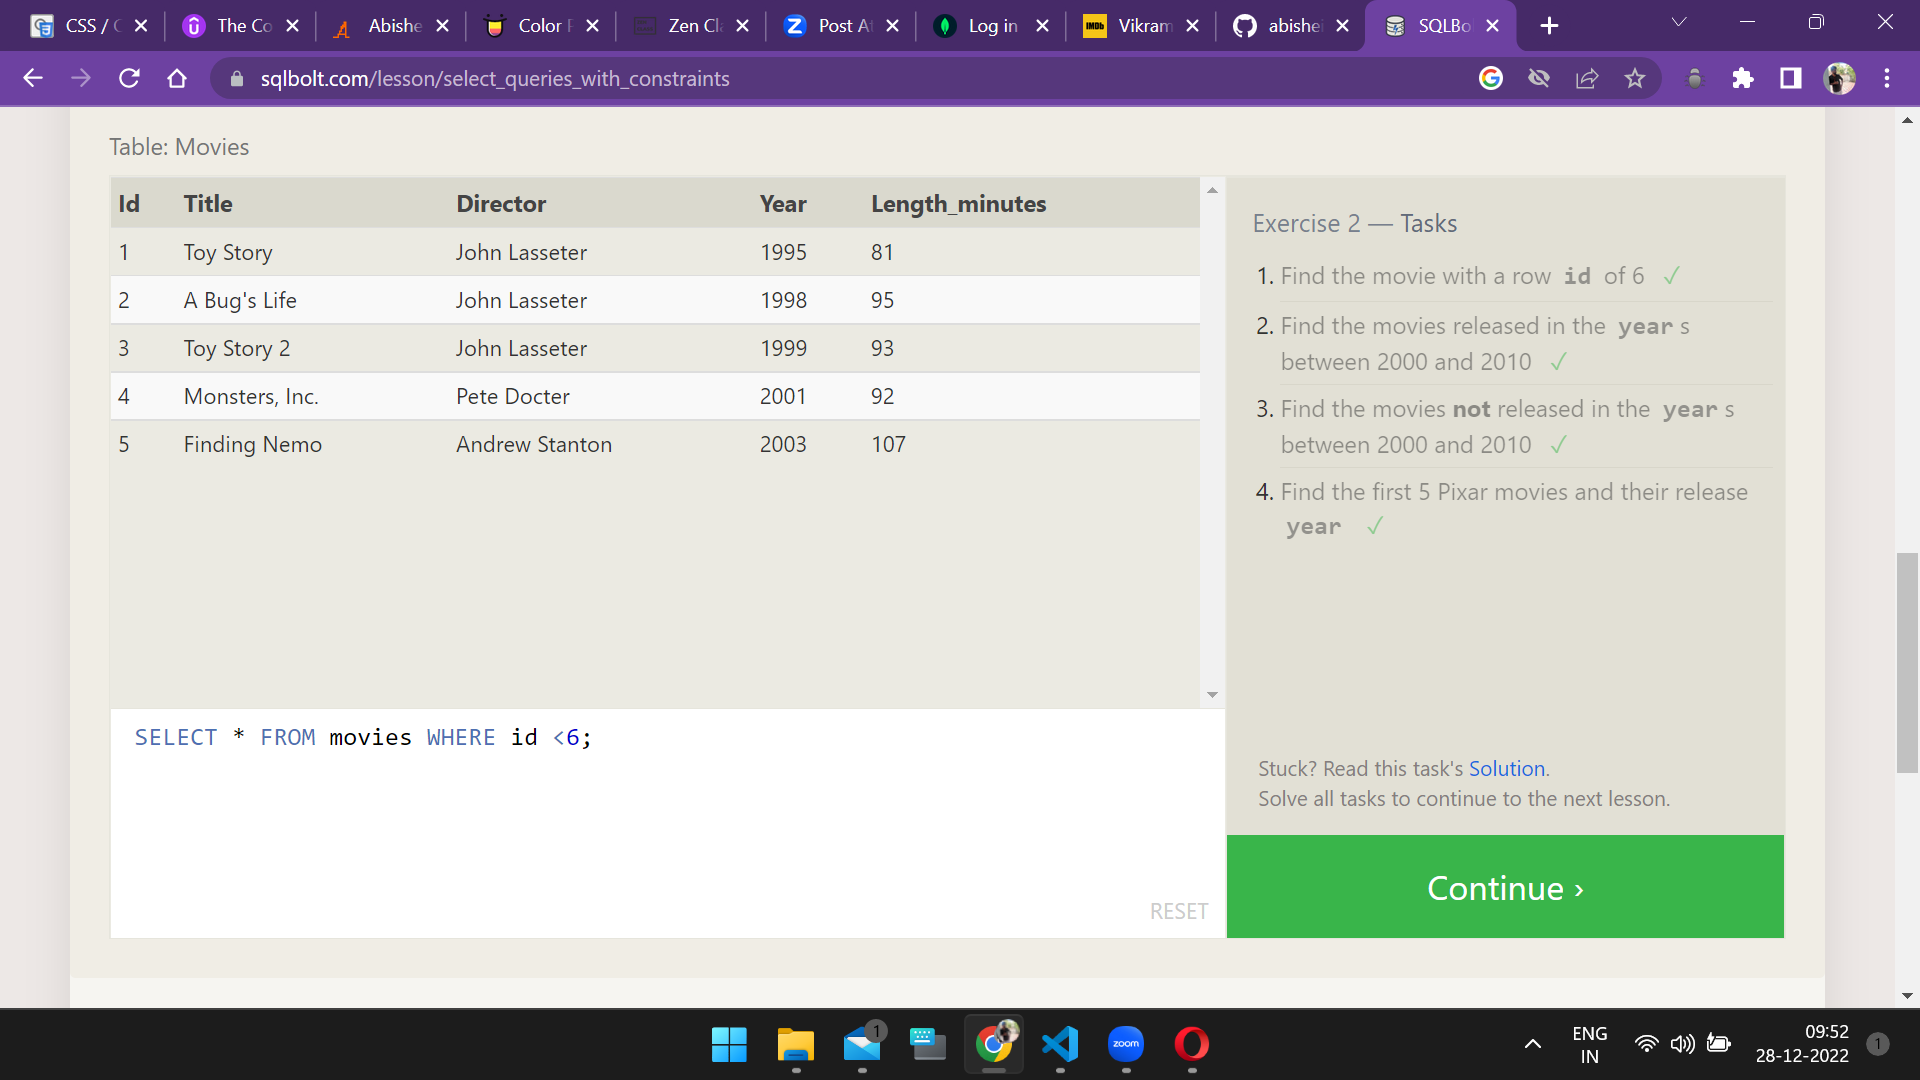 CSS / C
The Co
Abishe
Color F
Zen Cl
Post At
Log in
Vikram
abishei
SQLBo
sqlbolt.com/lesson/select_queries_with_constraints
Table: Movies
Id Title Director Year Length_minutes
1 Toy Story John Lasseter 1995 81
2 A Bug's Life John Lasseter 1998 95
3 Toy Story 2 John Lasseter 1999 93
4 Monsters, Inc. Pete Docter 2001 92
5 Finding Nemo Andrew Stanton 2003 107
SELECT * FROM movies WHERE id <6;
RESET
Exercise 2 — Tasks
1. Find the movie with a row id of 6 ✓
2. Find the movies released in the year s
between 2000 and 2010 ✓
3. Find the movies not released in the year s
between 2000 and 2010 ✓
4. Find the first 5 Pixar movies and their release
year ✓
Stuck? Read this task's Solution.
Solve all tasks to continue to the next lesson.
Continue ›
1
zoom
ENG
IN
09:52
28-12-2022
1